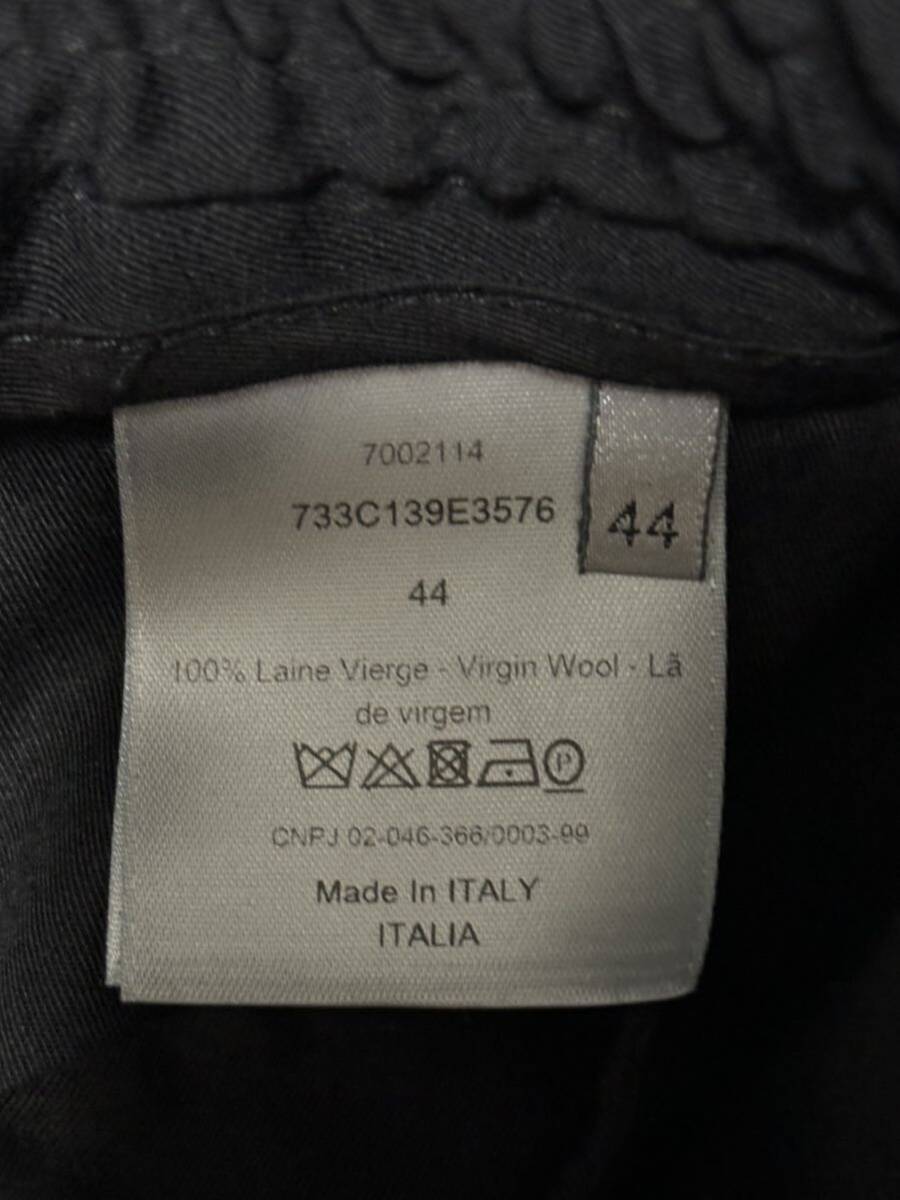 7002114
733C139E3576
44
44
100% Laine Vierge - Virgin Wool - Lã
de virgem
P
CNPJ 02-046-366/0003-99
Made In ITALY
ITALIA